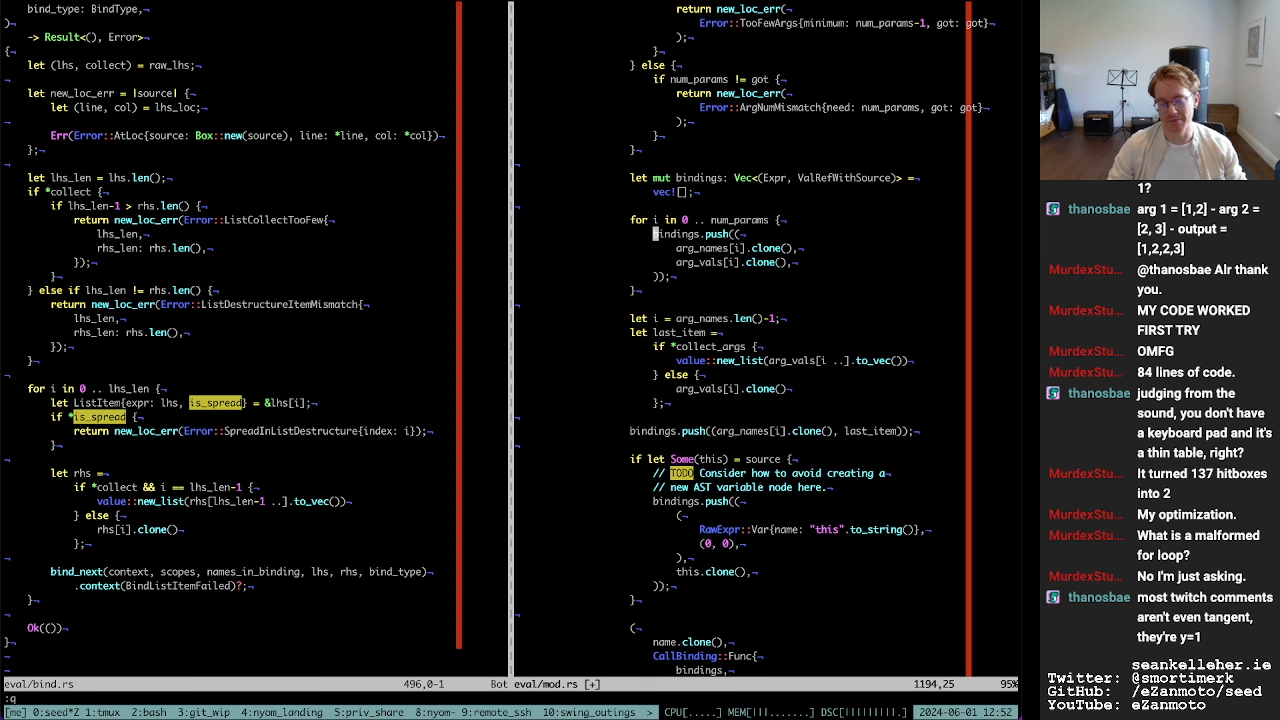 bind_type: BindType,¬
)¬
-> Result<(), Error>¬
{¬
let (lhs, collect) = raw_lhs;¬
¬
let new_loc_err = |source| {¬
let (line, col) = lhs_loc;¬
¬
Err(Error::AtLoc{source: Box::new(source), line: *line, col: *col})¬
};¬
¬
let lhs_len = lhs.len();¬
if *collect {¬
if lhs_len-1 > rhs.len() {¬
return new_loc_err(Error::ListCollectTooFew{¬
lhs_len,¬
rhs_len: rhs.len(),¬
});¬
}¬
} else if lhs_len != rhs.len() {¬
return new_loc_err(Error::ListDestructureItemMismatch{¬
lhs_len,¬
rhs_len: rhs.len(),¬
});¬
}¬
¬
for i in 0 .. lhs_len {¬
let ListItem{expr: lhs, is_spread} = &lhs[i];¬
if *is_spread {¬
return new_loc_err(Error::SpreadInListDestructure{index: i});¬
}¬
¬
let rhs =¬
if *collect && i == lhs_len-1 {¬
value::new_list(rhs[lhs_len-1 ..].to_vec())¬
} else {¬
rhs[i].clone()¬
};¬
¬
bind_next(context, scopes, names_in_binding, lhs, rhs, bind_type)¬
.context(BindListItemFailed)?;¬
}¬
¬
Ok(())¬
}¬
¬
¬
eval/bind.rs 496,0-1 Bot
:q
return new_loc_err(¬
Error::TooFewArgs{minimum: num_params-1, got: got}¬
);¬
}¬
} else {¬
if num_params != got {¬
return new_loc_err(¬
Error::ArgNumMismatch{need: num_params, got: got}¬
);¬
}¬
}¬
¬
let mut bindings: Vec<(Expr, ValRefWithSource)> =¬
vec![];¬
¬
for i in 0 .. num_params {¬
bindings.push((¬
arg_names[i].clone(),¬
arg_vals[i].clone(),¬
));¬
}¬
¬
let i = arg_names.len()-1;¬
let last_item =¬
if *collect_args {¬
value::new_list(arg_vals[i ..].to_vec())¬
} else {¬
arg_vals[i].clone()¬
};¬
¬
bindings.push((arg_names[i].clone(), last_item));¬
¬
if let Some(this) = source {¬
// TODO Consider how to avoid creating a¬
// new AST variable node here.¬
bindings.push((¬
(¬
RawExpr::Var{name: "this".to_string()},¬
(0, 0),¬
),¬
this.clone(),¬
));¬
}¬
¬
(¬
name.clone(),¬
CallBinding::Func{¬
bindings,¬
eval/mod.rs [+] 1194,25 95%
[me] 0:seed*Z 1:tmux 2:bash 3:git_wip 4:nyom_landing 5:priv_share 8:nyom- 9:remote_ssh 10:swing_outings > CPU[.....] MEM[|||.......] DSC[|||||||||.] 2024-06-01 12:52
1?
thanosbae arg 1 = [1,2] - arg 2 =
[2, 3] - output =
[1,2,2,3]
MurdexStu... @thanosbae Alr thank
you.
MurdexStu... MY CODE WORKED
FIRST TRY
MurdexStu... OMFG
MurdexStu... 84 lines of code.
thanosbae judging from the
sound, you don't have
a keyboard pad and it's
a thin table, right?
MurdexStu... It turned 137 hitboxes
into 2
MurdexStu... My optimization.
MurdexStu... What is a malformed
for loop?
MurdexStu... No I'm just asking.
thanosbae most twitch comments
aren't even tangent,
they're y=1
seankelleher.ie
Twitter: @smortimerk
GitHub: /eZanmoto/seed